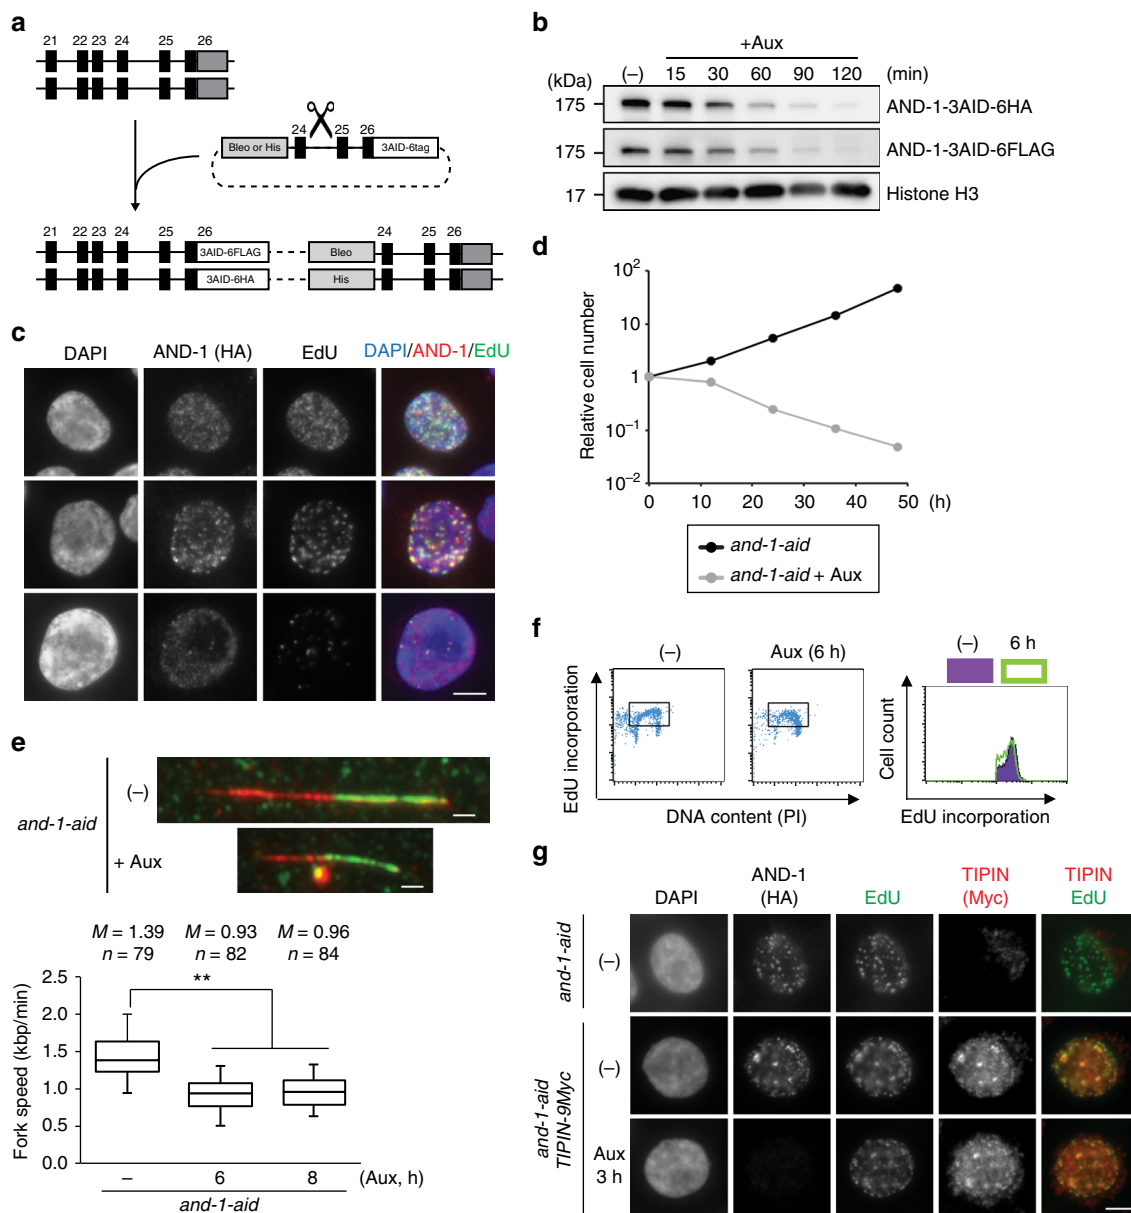 a
21 22 23 24 25 26
24 25 26
Bleo or His
3AID-6tag
21 22 23 24 25 26 24 25 26
3AID-6FLAG
Bleo
3AID-6HA
His
b
+Aux
(kDa) (–) 15 30 60 90 120 (min)
175 AND-1-3AID-6HA
175 AND-1-3AID-6FLAG
17 Histone H3
c
DAPI AND-1 (HA) EdU DAPI/AND-1/EdU
d
Relative cell number
10²
10
1
10⁻¹
10⁻²
0 10 20 30 40 50 (h)
and-1-aid
and-1-aid + Aux
e
and-1-aid
(–)
+ Aux
M = 1.39 M = 0.93 M = 0.96
n = 79 n = 82 n = 84
**
Fork speed (kbp/min)
2.5
2.0
1.5
1.0
0.5
0.0
– 6 8 (Aux, h)
and-1-aid
f
(–) Aux (6 h)
EdU incorporation
DNA content (PI)
(–) 6 h
Cell count
EdU incorporation
g
DAPI
AND-1
(HA)
EdU
TIPIN
(Myc)
TIPIN
EdU
and-1-aid
(–)
and-1-aid
TIPIN-9Myc
(–)
Aux
3 h